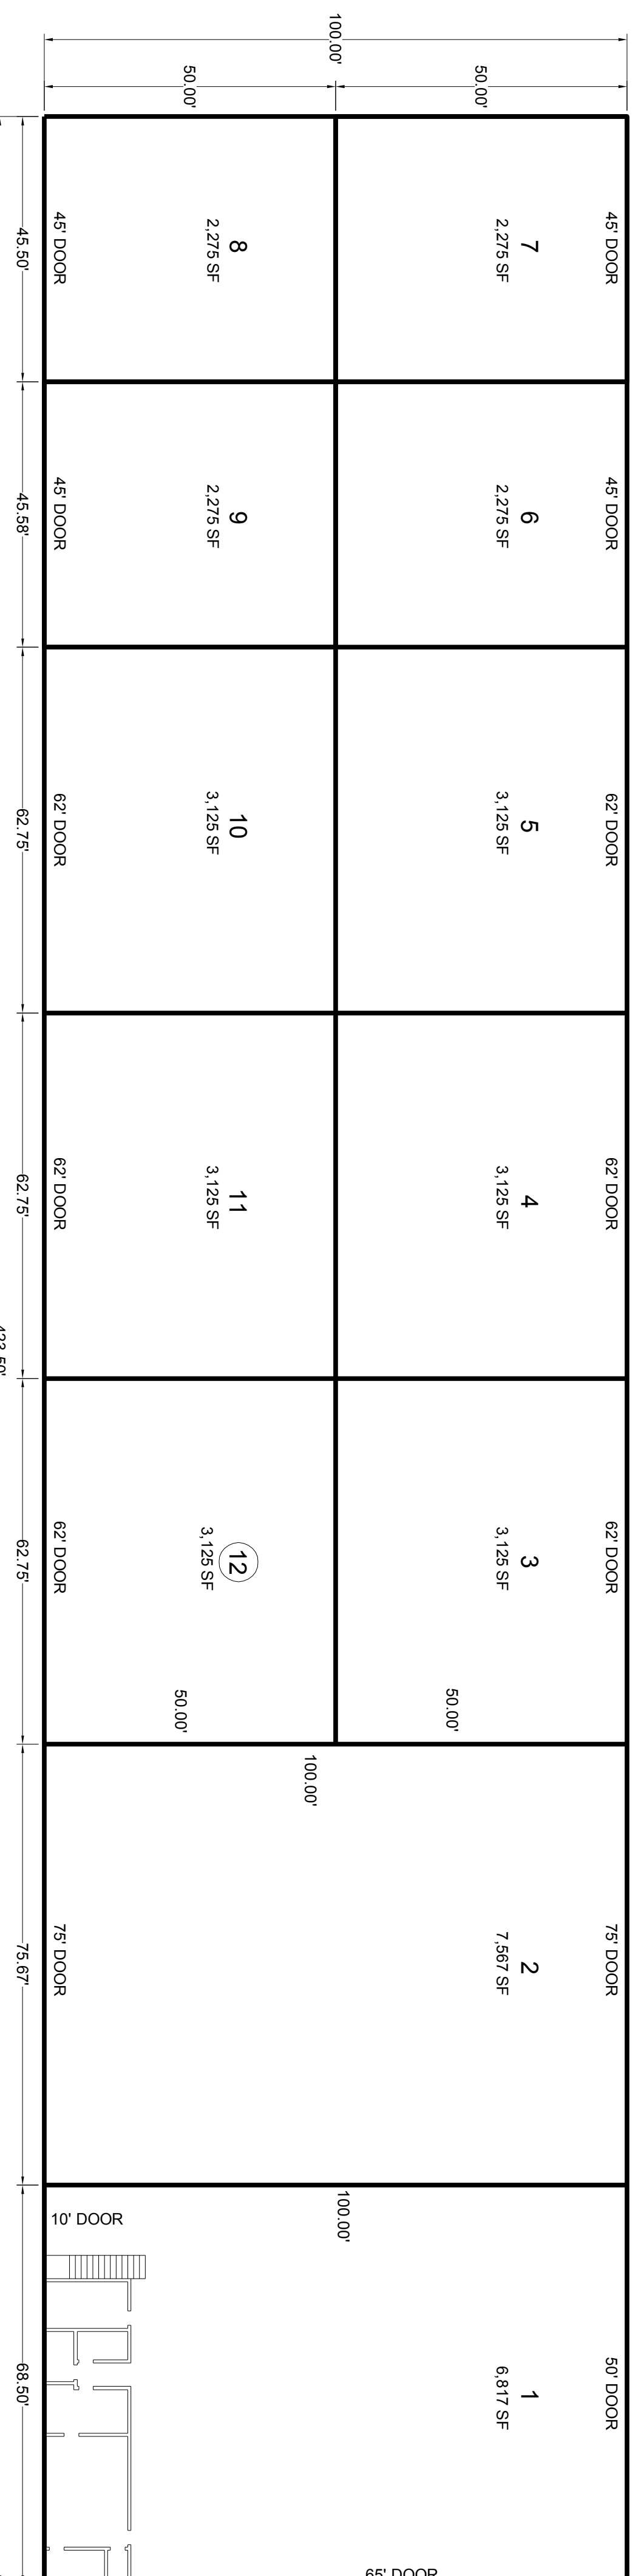 100.00'
50.00'
50.00'
45' DOOR
7
2,275 SF
8
2,275 SF
45' DOOR
45.50'
45' DOOR
6
2,275 SF
9
2,275 SF
45' DOOR
45.58'
62' DOOR
5
3,125 SF
10
3,125 SF
62' DOOR
62.75'
62' DOOR
4
3,125 SF
11
3,125 SF
62' DOOR
62.75'
62' DOOR
3
3,125 SF
12
3,125 SF
62' DOOR
62.75'
50.00'
50.00'
100.00'
75' DOOR
2
7,567 SF
75' DOOR
75.67'
100.00'
10' DOOR
50' DOOR
1
6,817 SF
68.50'
65' DOOR